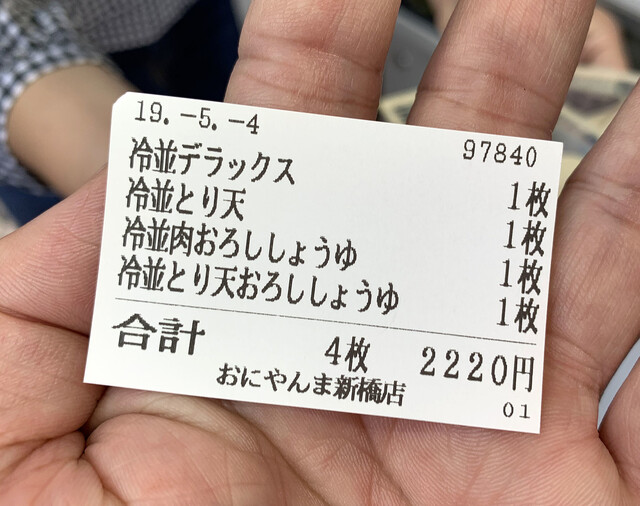 19.-5.-4 97840
冷並デラックス 1枚
冷並とり天 1枚
冷並肉おろししょうゆ 1枚
冷並とり天おろししょうゆ 1枚
合計 4枚 2220円
おにやんま新橋店
01